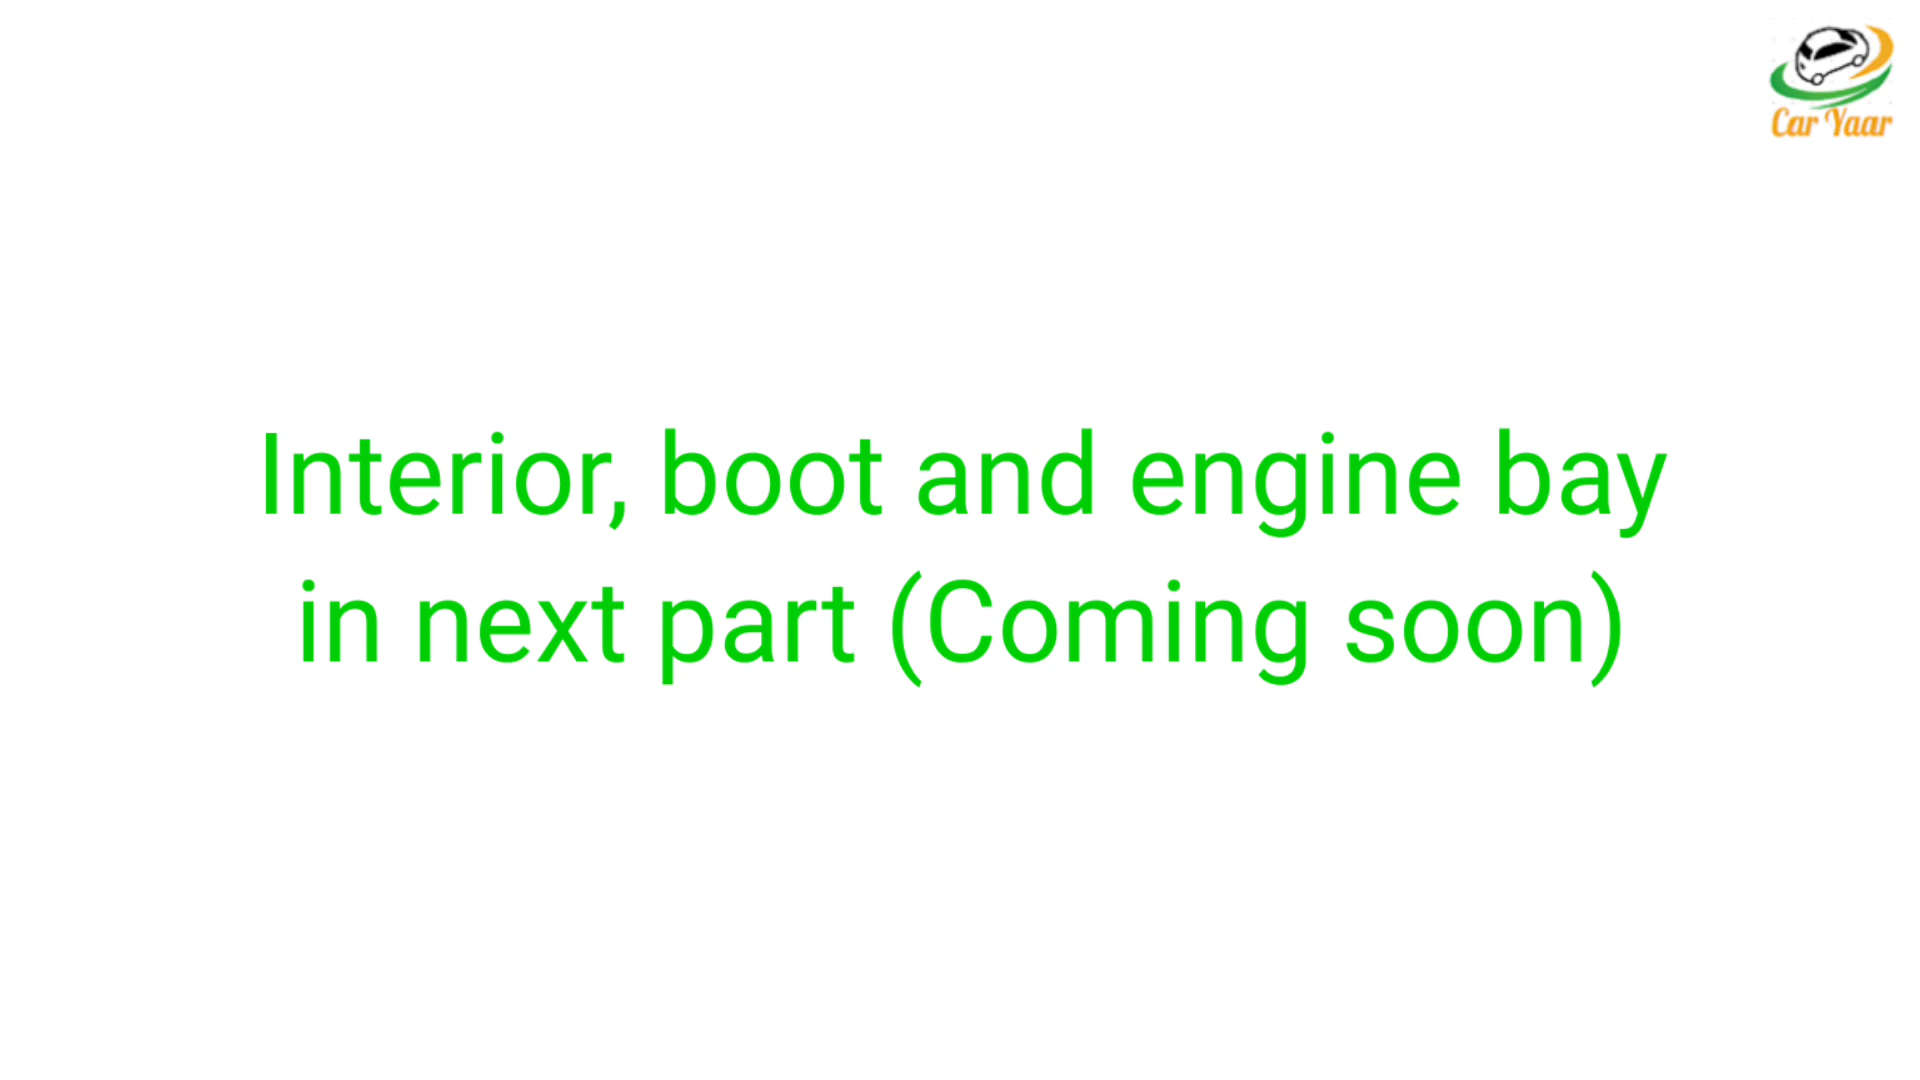 Car Yaar
Interior, boot and engine bay
in next part (Coming soon)